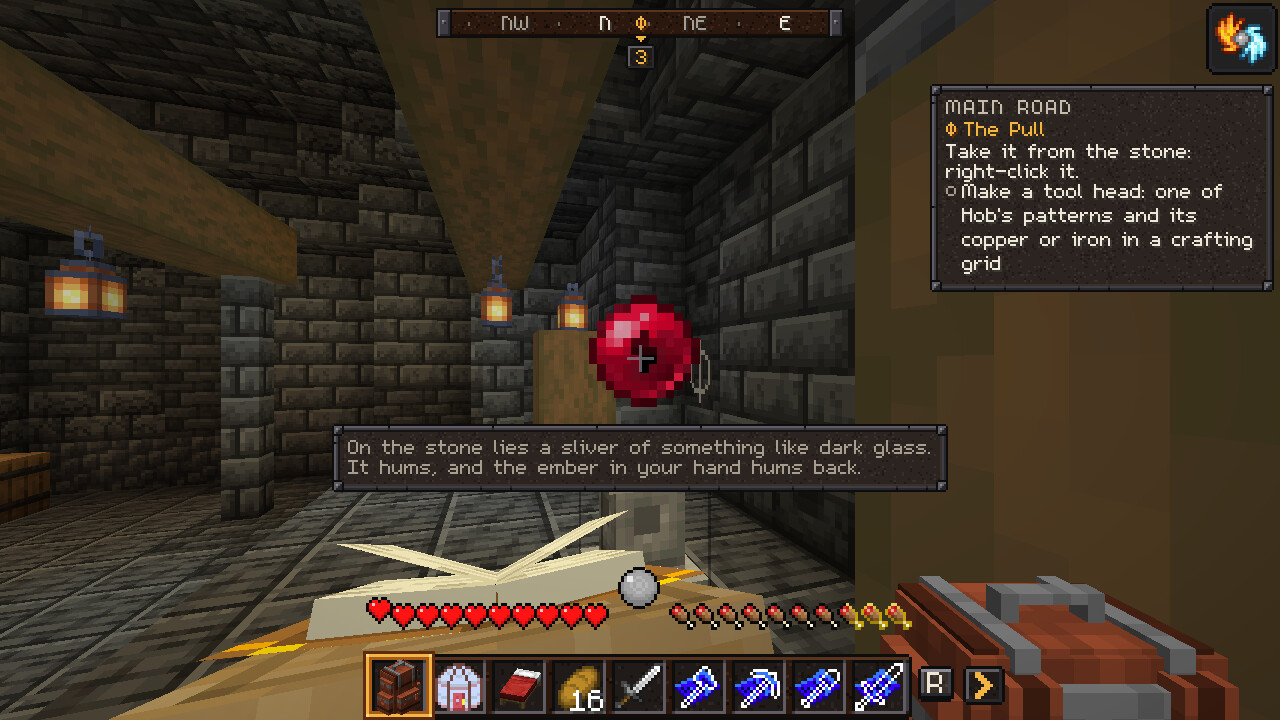 NW N NE E
3
MAIN ROAD
The Pull
Take it from the stone:
right-click it.
Make a tool head: one of
Hob's patterns and its
copper or iron in a crafting
grid
On the stone lies a sliver of something like dark glass.
It hums, and the ember in your hand hums back.
16
R